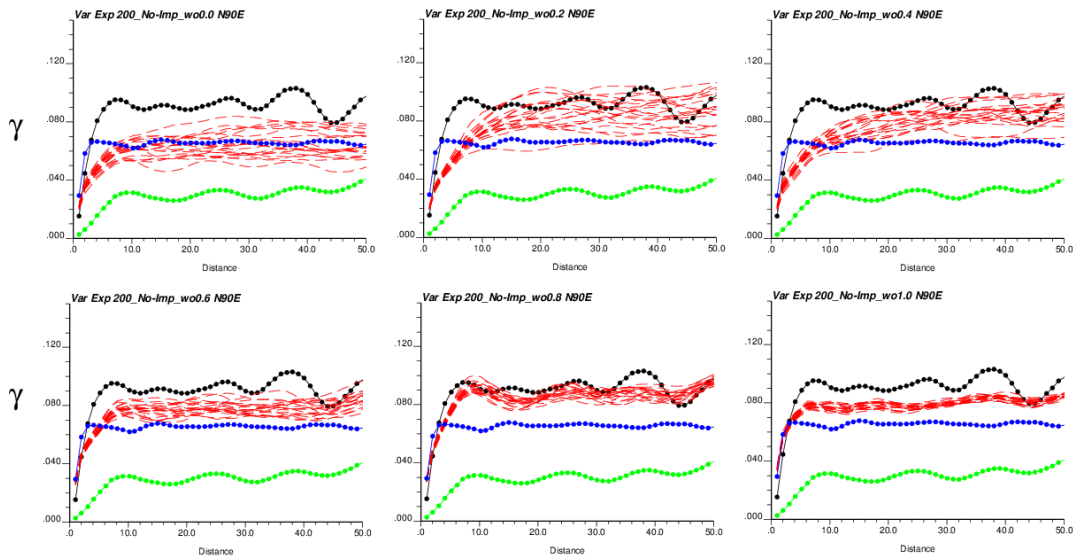 Var Exp 200_No-Imp_wo0.0 N90E
Var Exp 200_No-Imp_wo0.2 N90E
Var Exp 200_No-Imp_wo0.4 N90E
γ
.120
.080
.040
.000
.0 10.0 20.0 30.0 40.0 50.0
Distance
.120
.080
.040
.000
.0 10.0 20.0 30.0 40.0 50.0
Distance
.120
.080
.040
.000
.0 10.0 20.0 30.0 40.0 50.0
Distance
Var Exp 200_No-Imp_wo0.6 N90E
Var Exp 200_No-Imp_wo0.8 N90E
Var Exp 200_No-Imp_wo1.0 N90E
γ
.120
.080
.040
.000
.0 10.0 20.0 30.0 40.0 50.0
Distance
.120
.080
.040
.000
.0 10.0 20.0 30.0 40.0 50.0
Distance
.120
.080
.040
.000
.0 10.0 20.0 30.0 40.0 50.0
Distance